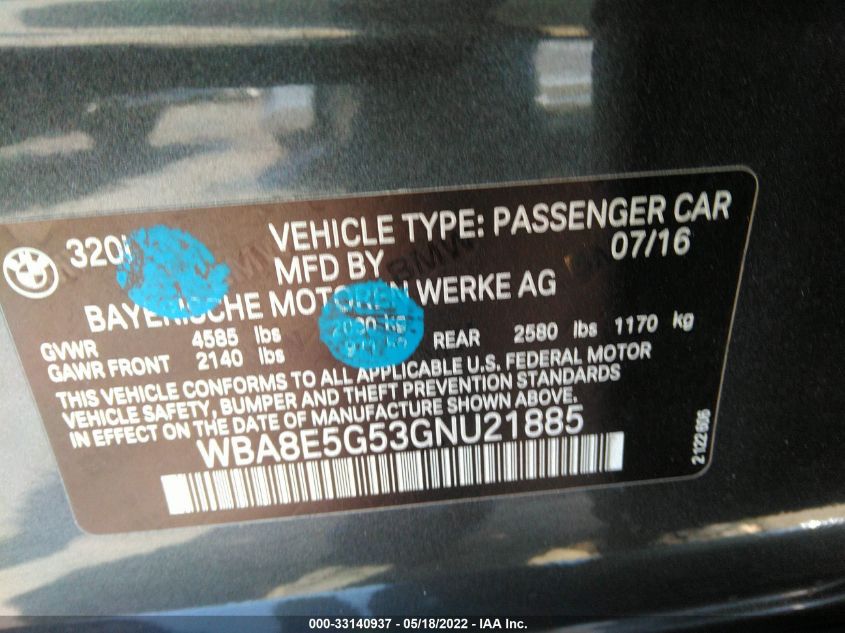 320i VEHICLE TYPE: PASSENGER CAR
MFD BY 07/16
BAYERISCHE MOTOREN WERKE AG
GVWR 4585 lbs
GAWR FRONT 2140 lbs REAR 2580 lbs 1170 kg
THIS VEHICLE CONFORMS TO ALL APPLICABLE U.S. FEDERAL MOTOR
VEHICLE SAFETY, BUMPER AND THEFT PREVENTION STANDARDS
IN EFFECT ON THE DATE OF MANUFACTURE SHOWN ABOVE.
WBA8E5G53GNU21885
2 122 606
000-33140937 - 05/18/2022 - IAA Inc.